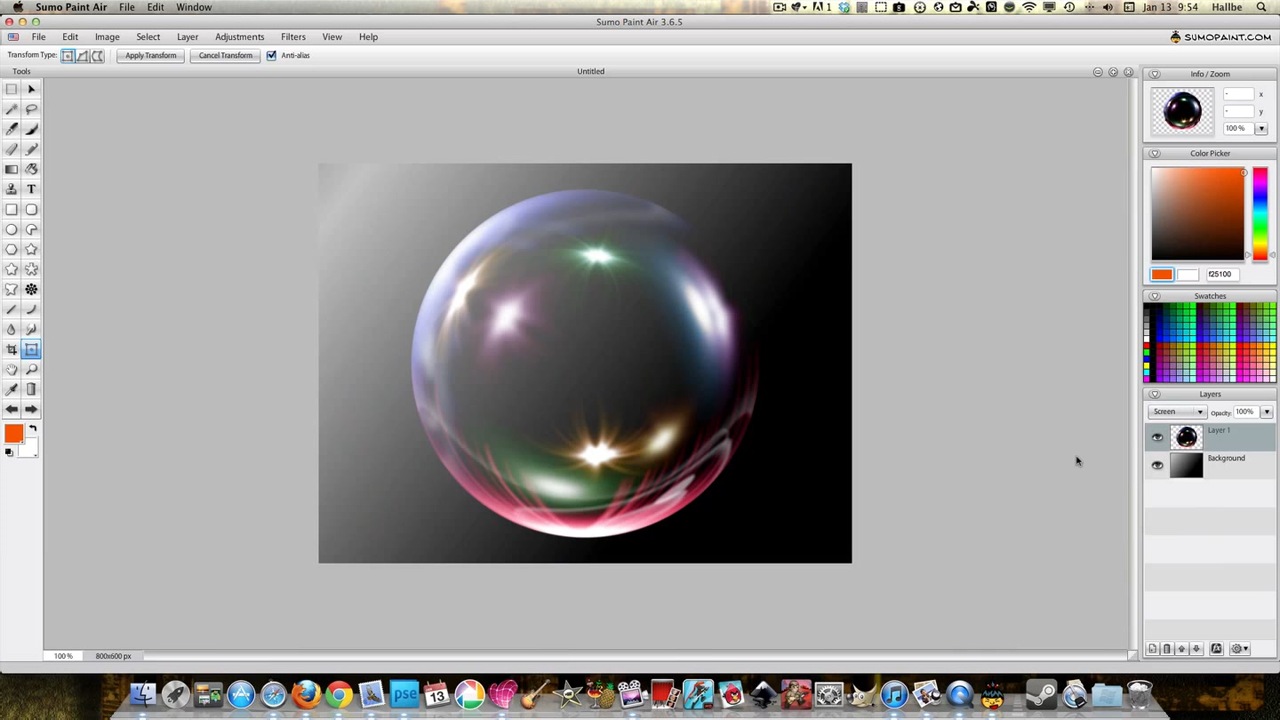 Sumo Paint Air File Edit Window Jan 13 9:54 Hallbe
Sumo Paint Air 3.6.5
File Edit Image Select Layer Adjustments Filters View Help SUMOPAINT.COM
Transform Type: Apply Transform Cancel Transform Anti-alias
Tools Untitled Info / Zoom
x
y
100 %
Color Picker
f25100
Swatches
Layers
Screen Opacity: 100%
Layer 1
Background
T
100 % 800x600 px
pse
13